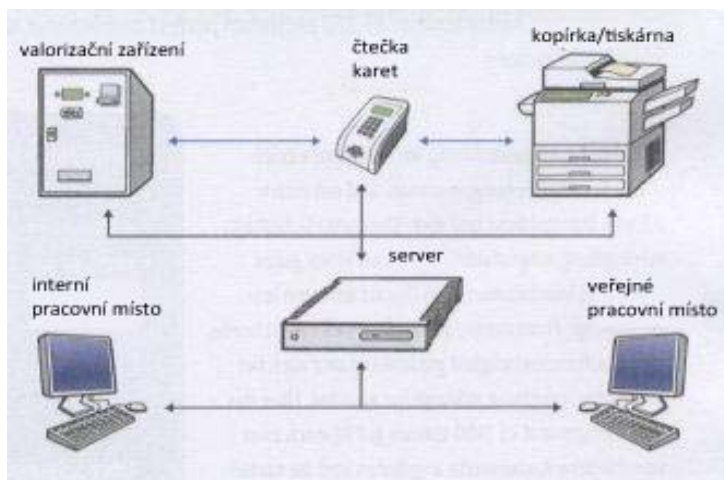 valorizační zařízení
čtečka
karet
kopírka/tiskárna
server
interní
pracovní místo
veřejné
pracovní místo